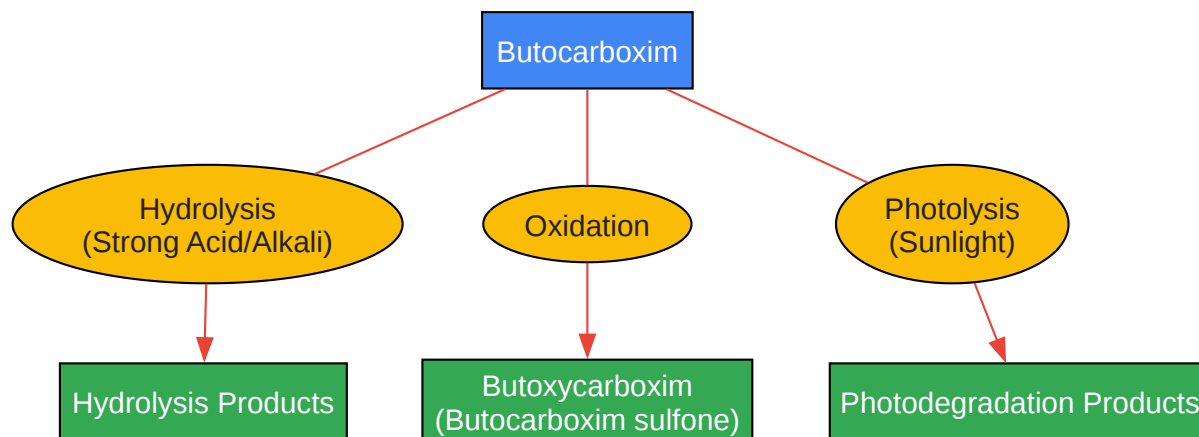 Butocarboxim
Hydrolysis
(Strong Acid/Alkali)
Oxidation
Photolysis
(Sunlight)
Hydrolysis Products
Butoxycarboxim
(Butocarboxim sulfone)
Photodegradation Products